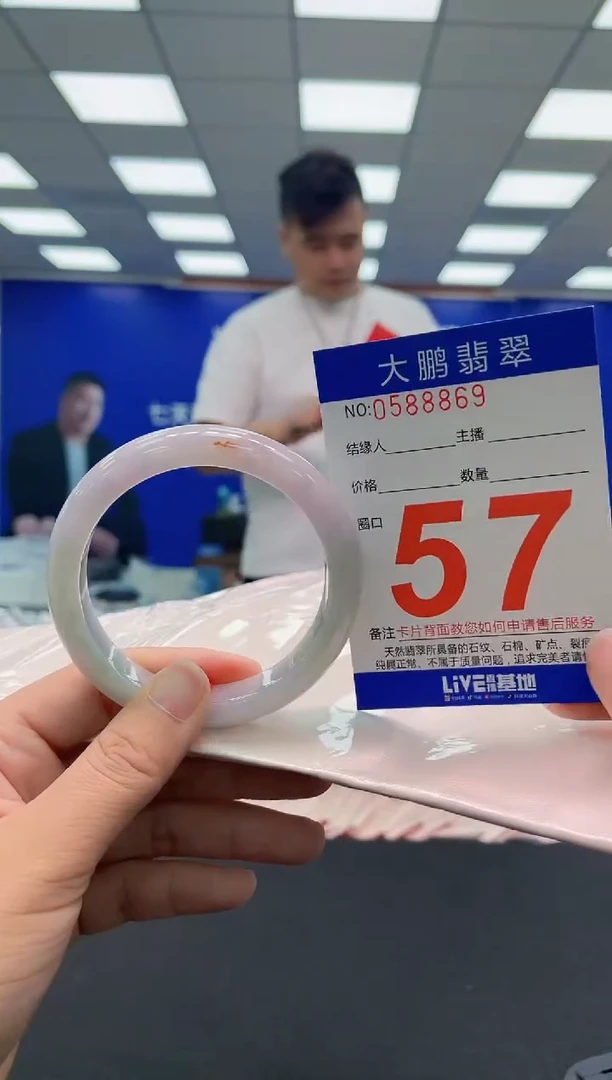 大鹏翡翠
NO:0588869
结缘人 主播
价格 数量
圈口
57
备注 卡片背面教您如何申请售后服务
天然翡翠所具备的石纹、石棉、矿点、裂
纯属正常、不属于质量问题，追求完美者请
LiVE 基地